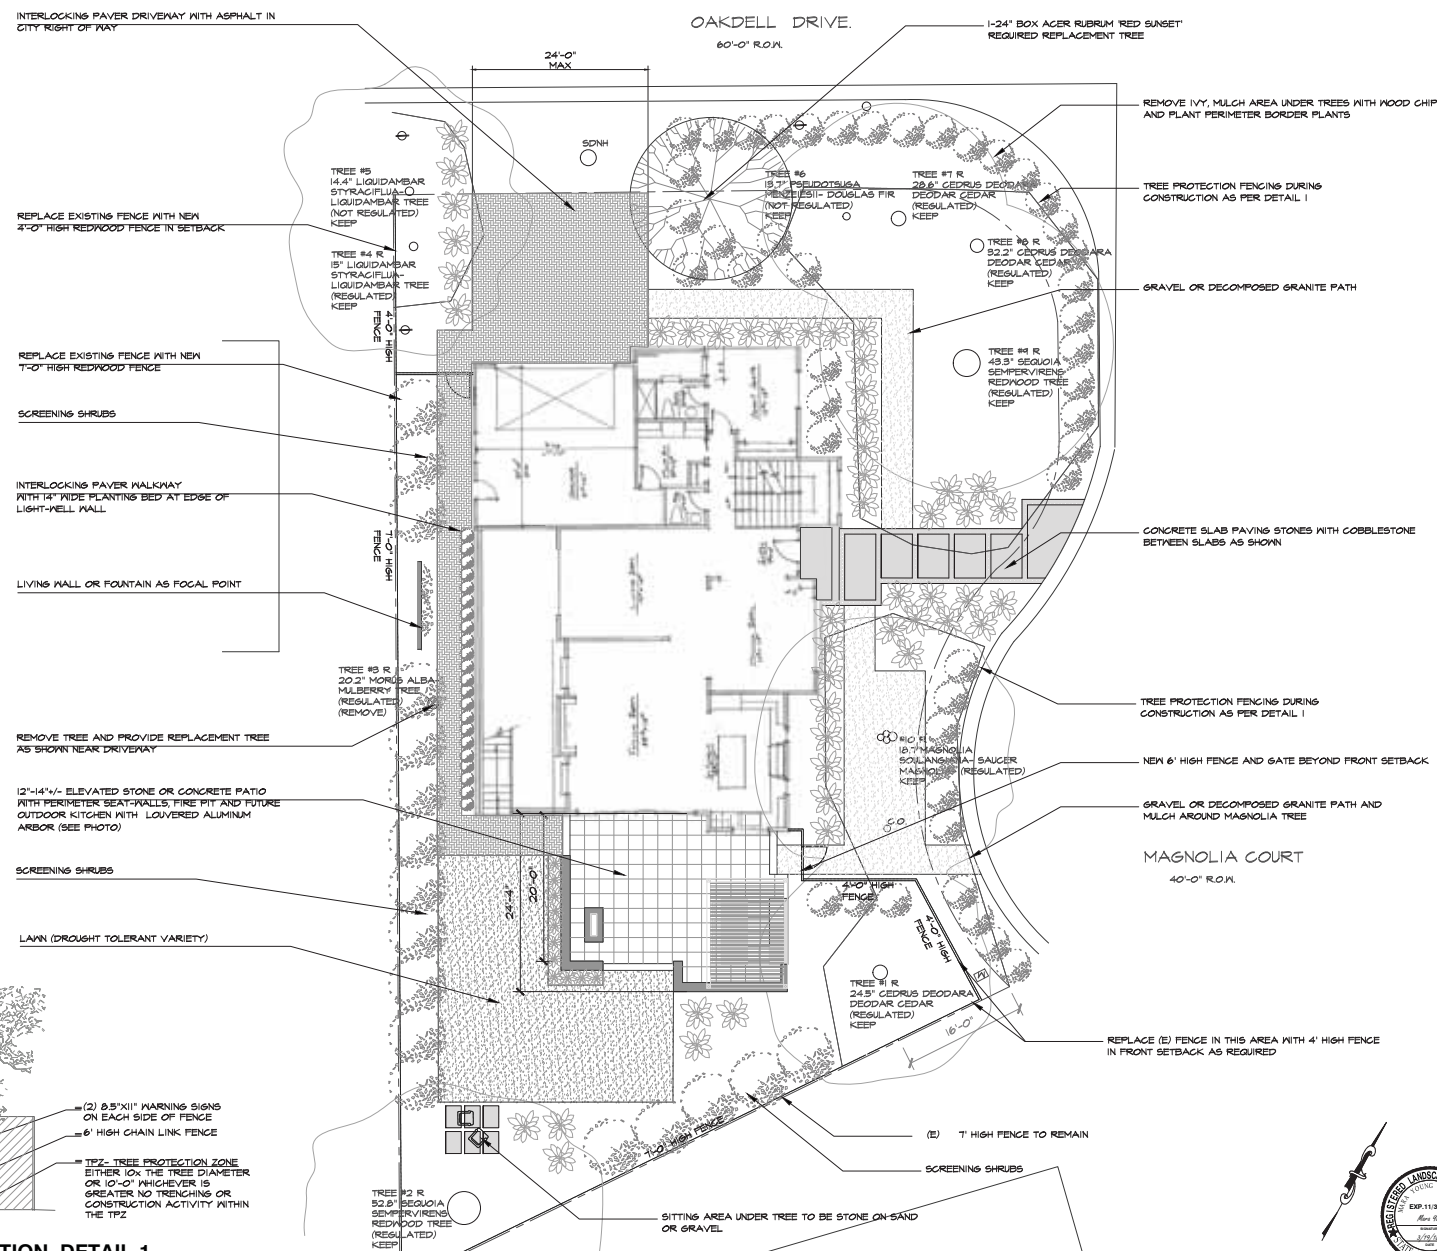 INTERLOCKING PAVER DRIVEWAY WITH ASPHALT IN
CITY RIGHT OF WAY
OAKDELL DRIVE.
60'-0" R.O.W.
1-24" BOX ACER RUBRUM 'RED SUNSET'
REQUIRED REPLACEMENT TREE
24'-0"
MAX
REMOVE IVY, MULCH AREA UNDER TREES WITH WOOD CHIP
AND PLANT PERIMETER BORDER PLANTS
SDNH
TREE #5
14.4" LIQUIDAMBAR
STYRACIFLUA-
LIQUIDAMBAR TREE
(NOT REGULATED)
KEEP
TREE #6
13.7" PSEUDOTSUGA
MENZEISII- DOUGLAS FIR
(NOT REGULATED)
KEEP
TREE #7 R
28.6" CEDRUS DEODARA
DEODAR CEDAR
(REGULATED)
KEEP
TREE PROTECTION FENCING DURING
CONSTRUCTION AS PER DETAIL 1
REPLACE EXISTING FENCE WITH NEW
4'-0" HIGH REDWOOD FENCE IN SETBACK
TREE #4 R
15" LIQUIDAMBAR
STYRACIFLUA-
LIQUIDAMBAR TREE
(REGULATED)
KEEP
TREE #8 R
52.2" CEDRUS DEODARA
DEODAR CEDAR
(REGULATED)
KEEP
GRAVEL OR DECOMPOSED GRANITE PATH
4'-0" HIGH
FENCE
REPLACE EXISTING FENCE WITH NEW
7'-0" HIGH REDWOOD FENCE
TREE #9 R
43.3" SEQUOIA
SEMPERVIRENS
REDWOOD TREE
(REGULATED)
KEEP
SCREENING SHRUBS
INTERLOCKING PAVER WALKWAY
WITH 14" WIDE PLANTING BED AT EDGE OF
LIGHT-WELL WALL
7'-0" HIGH
FENCE
CONCRETE SLAB PAVING STONES WITH COBBLESTONE
BETWEEN SLABS AS SHOWN
LIVING WALL OR FOUNTAIN AS FOCAL POINT
TREE #3 R
20.2" MORUS ALBA-
MULBERRY TREE
(REGULATED)
(REMOVE)
TREE PROTECTION FENCING DURING
CONSTRUCTION AS PER DETAIL 1
REMOVE TREE AND PROVIDE REPLACEMENT TREE
AS SHOWN NEAR DRIVEWAY
#10 R
18.7" MAGNOLIA
SOULANGIANA- SAUCER
MAGNOLIA (REGULATED)
KEEP
NEW 6' HIGH FENCE AND GATE BEYOND FRONT SETBACK
12"-14"+/- ELEVATED STONE OR CONCRETE PATIO
WITH PERIMETER SEAT-WALLS, FIRE PIT AND FUTURE
OUTDOOR KITCHEN WITH LOUVERED ALUMINUM
ARBOR (SEE PHOTO)
GRAVEL OR DECOMPOSED GRANITE PATH AND
MULCH AROUND MAGNOLIA TREE
C.O.
MAGNOLIA COURT
40'-0" R.O.W.
SCREENING SHRUBS
24'-4"
20'-0"
4'-0" HIGH
FENCE
4'-0" HIGH
FENCE
LAWN (DROUGHT TOLERANT VARIETY)
TREE #1 R
24.5" CEDRUS DEODARA
DEODAR CEDAR
(REGULATED)
KEEP
16'-0"
REPLACE (E) FENCE IN THIS AREA WITH 4' HIGH FENCE
IN FRONT SETBACK AS REQUIRED
(2) 8.5"X11" WARNING SIGNS
ON EACH SIDE OF FENCE
6' HIGH CHAIN LINK FENCE
TPZ- TREE PROTECTION ZONE
EITHER 10x THE TREE DIAMETER
OR 10'-0" WHICHEVER IS
GREATER NO TRENCHING OR
CONSTRUCTION ACTIVITY WITHIN
THE TPZ
7'-0" HIGH FENCE
(E) 7' HIGH FENCE TO REMAIN
SCREENING SHRUBS
TREE #2 R
52.8" SEQUOIA
SEMPERVIRENS
REDWOOD TREE
(REGULATED)
KEEP
SITTING AREA UNDER TREE TO BE STONE ON SAND
OR GRAVEL
REGISTERED LANDSC
EXP.11/3
TION DETAIL 1